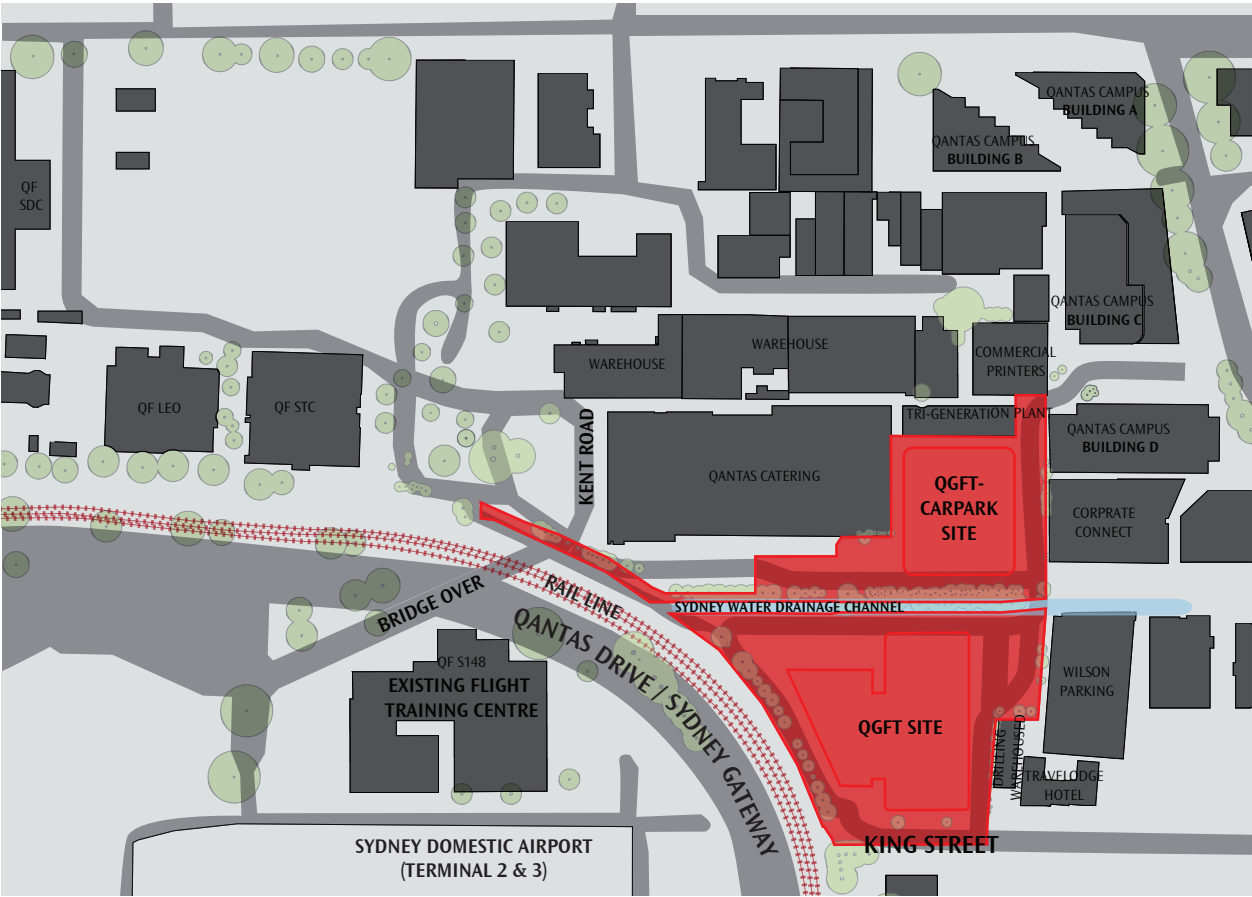 QANTAS CAMPUS
BUILDING A
QANTAS CAMPUS
BUILDING B
QF
SDC
QANTAS CAMPUS
BUILDING C
WAREHOUSE
WAREHOUSE
COMMERCIAL
PRINTERS
QF LEO
QF STC
TRI-GENERATION PLANT
KENT ROAD
QANTAS CAMPUS
BUILDING D
QANTAS CATERING
QGFT-
CARPARK
SITE
CORPRATE
CONNECT
BRIDGE OVER
RAIL LINE
SYDNEY WATER DRAINAGE CHANNEL
QANTAS DRIVE / SYDNEY GATEWAY
QF S148
EXISTING FLIGHT
TRAINING CENTRE
WILSON
PARKING
QGFT SITE
DRILLING
WAREHOUSED
TRAVELODGE
HOTEL
KING STREET
SYDNEY DOMESTIC AIRPORT
(TERMINAL 2 & 3)